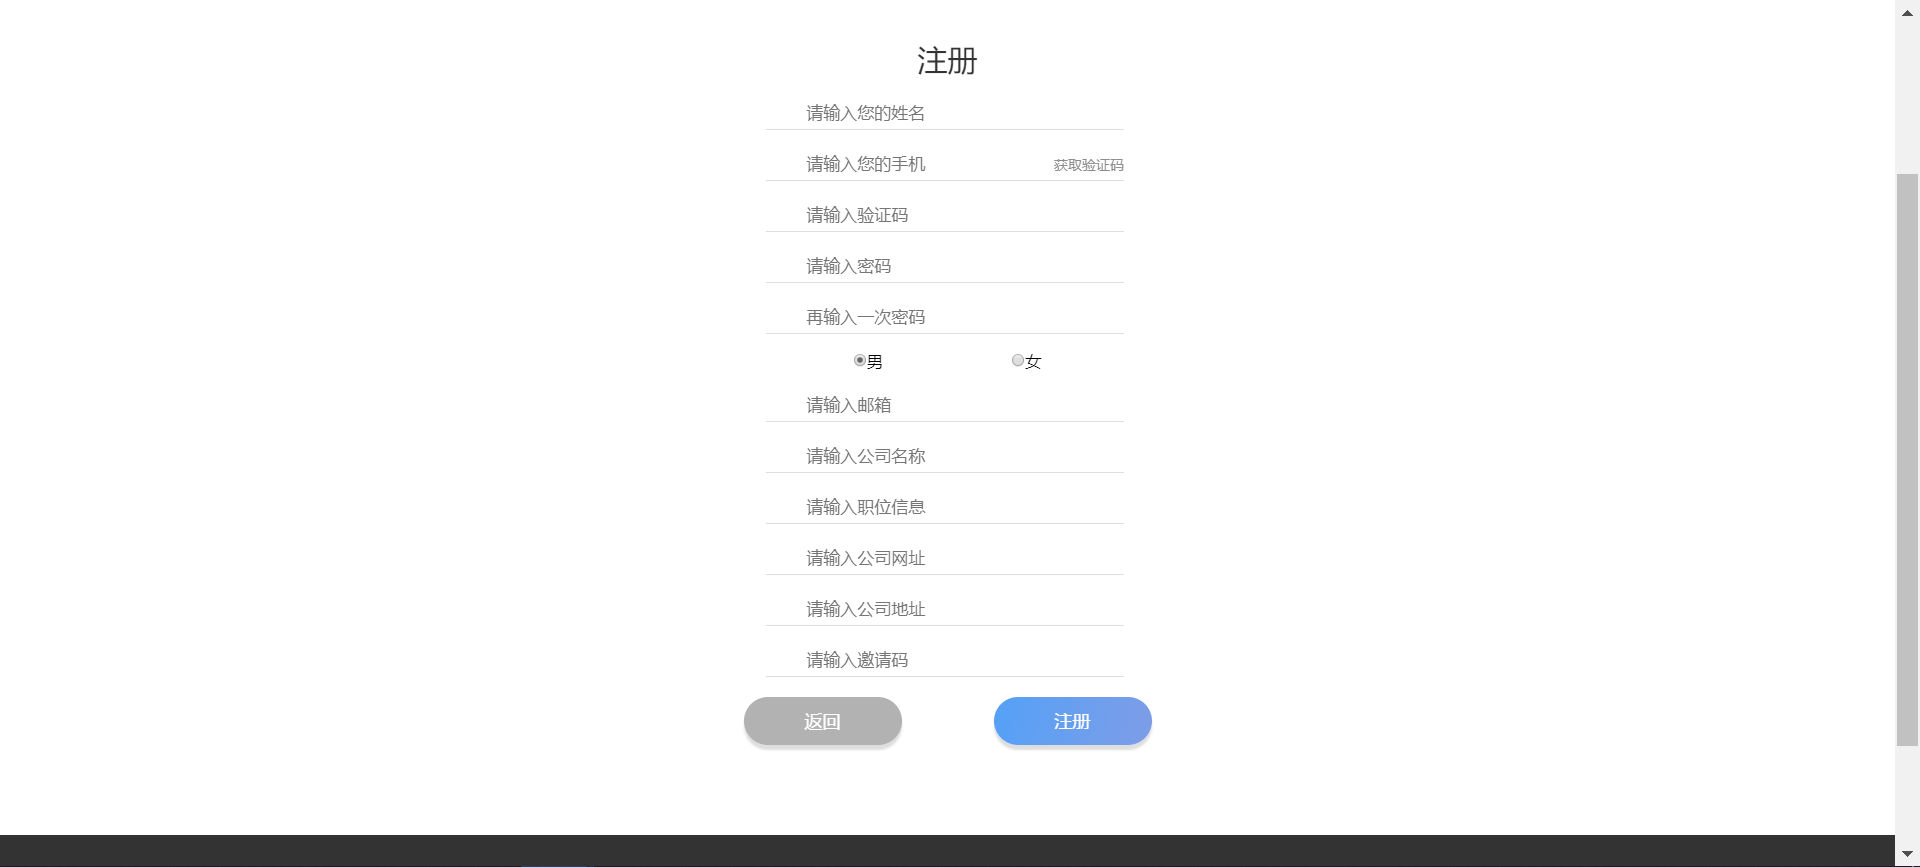 注册
请输入您的姓名
请输入您的手机 获取验证码
请输入验证码
请输入密码
再输入一次密码
男 女
请输入邮箱
请输入公司名称
请输入职位信息
请输入公司网址
请输入公司地址
请输入邀请码
返回 注册